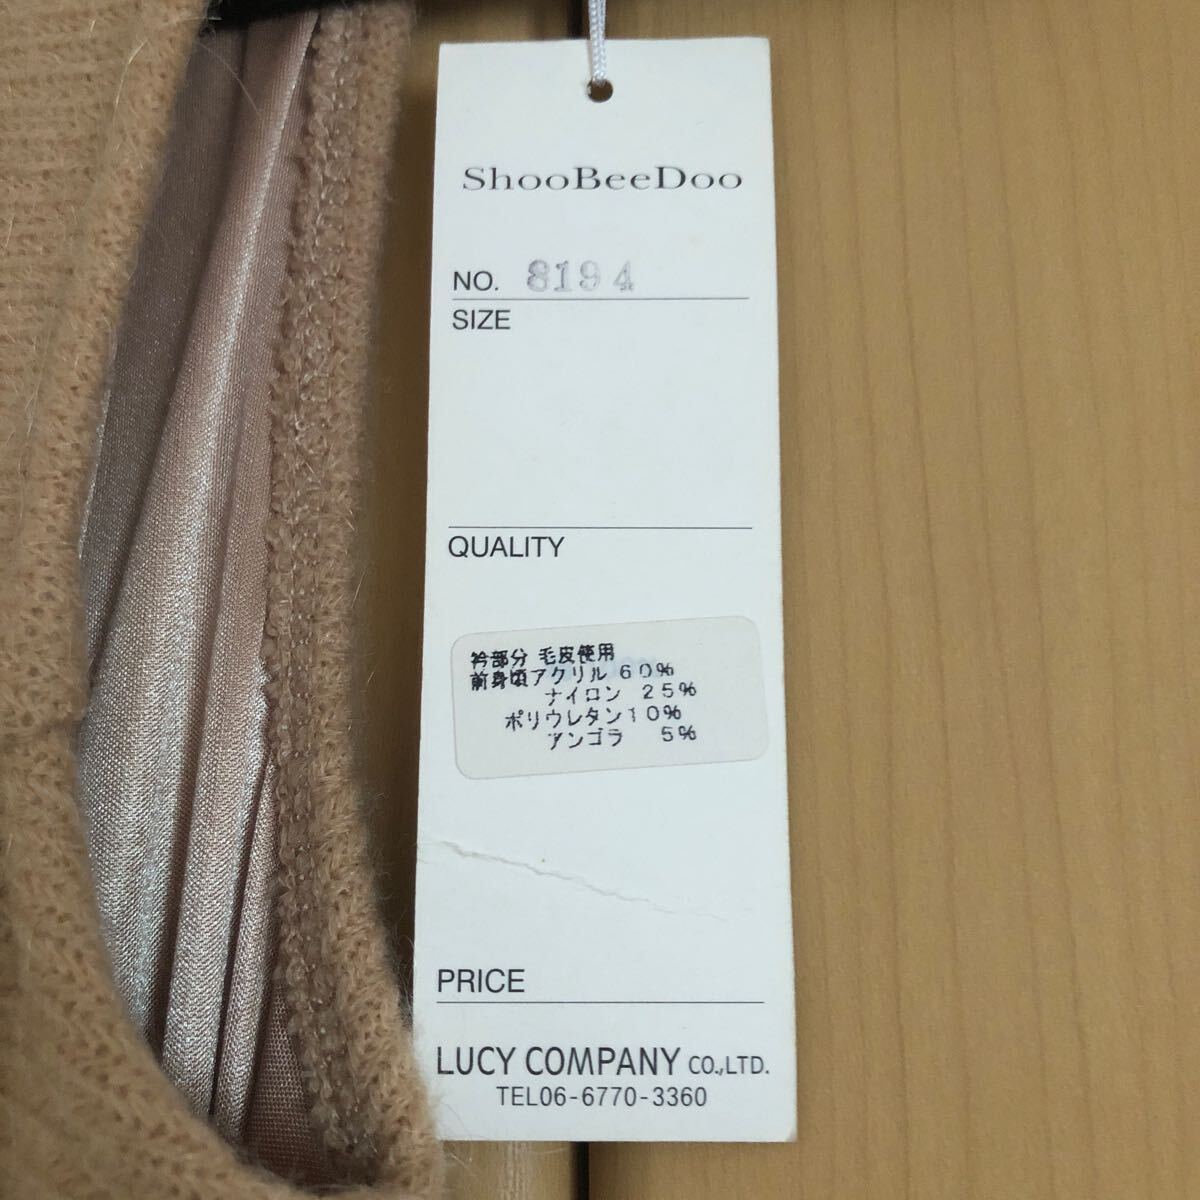 ShooBeeDoo
NO. 8194
SIZE
QUALITY
衿部分 毛皮使用
前身頃アクリル 60%
ナイロン 25%
ポリウレタン10%
アンゴラ 5%
PRICE
LUCY COMPANY CO.,LTD.
TEL06-6770-3360